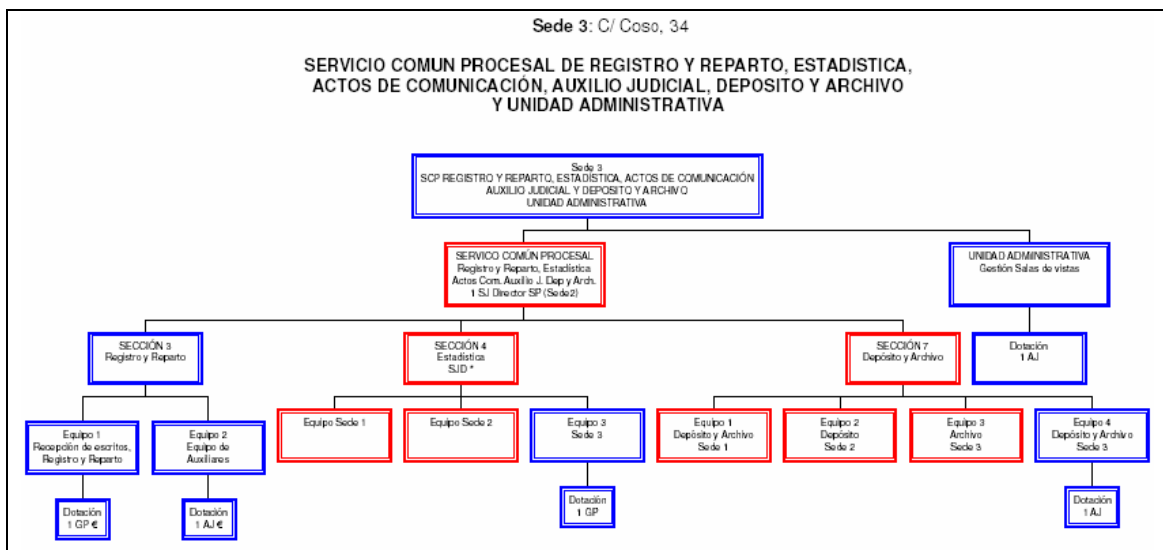 Sede 3: C/ Coso, 34
SERVICIO COMUN PROCESAL DE REGISTRO Y REPARTO, ESTADISTICA,
ACTOS DE COMUNICACIÓN, AUXILIO JUDICIAL, DEPOSITO Y ARCHIVO
Y UNIDAD ADMINISTRATIVA
Sede 3
SCP REGISTRO Y REPARTO, ESTADÍSTICA, ACTOS DE COMUNICACIÓN
AUXILIO JUDICIAL Y DEPOSITO Y ARCHIVO
UNIDAD ADMINISTRATIVA
SERVICO COMÚN PROCESAL
Registro y Reparto, Estadística
Actos Com. Auxilio J. Dep y Arch.
1 SJ Director SP (Sede2)
UNIDAD ADMINISTRATIVA
Gestión Salas de vistas
SECCIÓN 3
Registro y Reparto
SECCIÓN 4
Estadística
SJD *
SECCIÓN 7
Depósito y Archivo
Dotación
1 AJ
Equipo 1
Recepción de escritos,
Registro y Reparto
Equipo 2
Equipo de
Auxiliares
Equipo Sede 1
Equipo Sede 2
Equipo 3
Sede 3
Equipo 1
Depósito y Archivo
Sede 1
Equipo 2
Depósito
Sede 2
Equipo 3
Archivo
Sede 3
Equipo 4
Depósito y Archivo
Sede 3
Dotación
1 GP €
Dotación
1 AJ €
Dotación
1 GP
Dotación
1 AJ